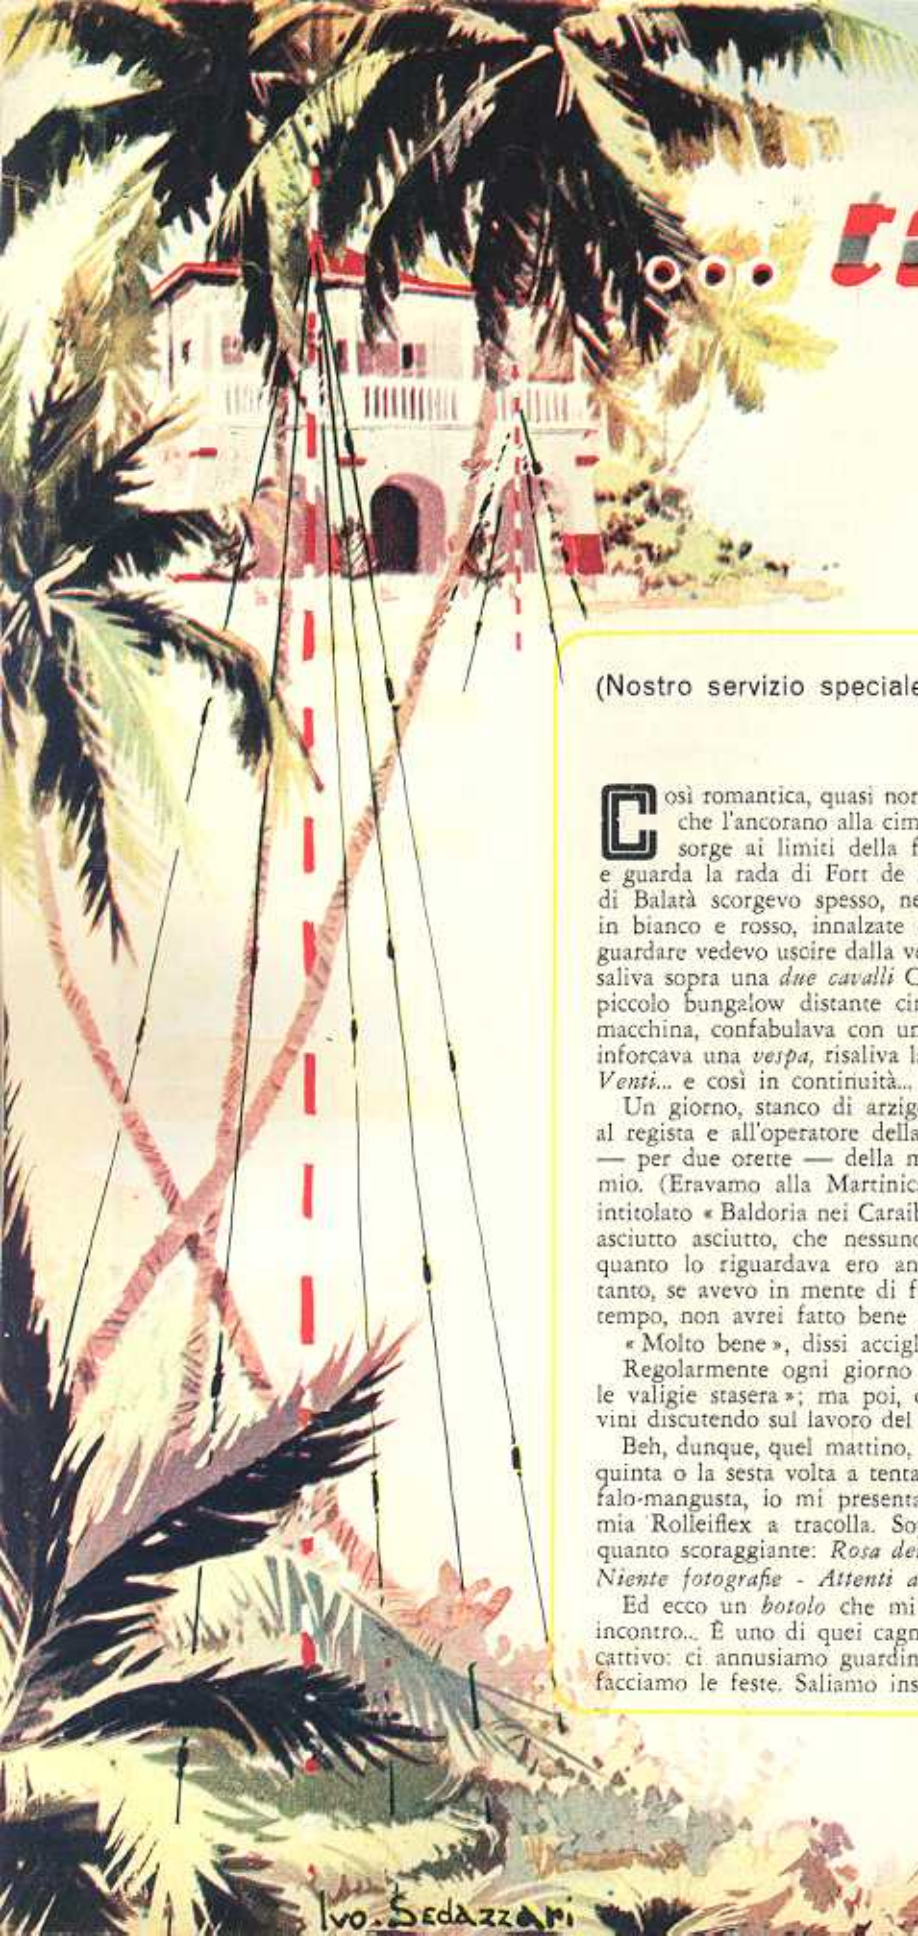 ... t
(Nostro servizio speciale
Così romantica, quasi nor
che l'ancorano alla cim
sorge ai limiti della f
e guarda la rada di Fort de
di Balatà scorgevo spesso, ne
in bianco e rosso, innalzate
guardare vedevo uscire dalla ve
saliva sopra una due cavalli C
piccolo bungalow distante cir
macchina, confabulava con un
inforcava una vespa, risaliva la
Venti... e così in continuità...
Un giorno, stanco di arzig
al regista e all'operatore della
— per due orette — della m
mio. (Eravamo alla Martinic
intitolato « Baldoria nei Caraib
asciutto asciutto, che nessuno
quanto lo riguardava ero an
tanto, se avevo in mente di f
tempo, non avrei fatto bene
« Molto bene », dissi accigl
Regolarmente ogni giorno
le valigie stasera »; ma poi,
vini discutendo sul lavoro del
Beh, dunque, quel mattino,
quinta o la sesta volta a tenta
falo-mangusta, io mi presenta
mia Rolleiflex a tracolla. So
quanto scoraggiante: Rosa dei
Niente fotografie - Attenti a
Ed ecco un botolo che mi
incontro... È uno di quei cagn
cattivo: ci annusiamo guardin
facciamo le feste. Saliamo ins
Ivo. Sedazzari